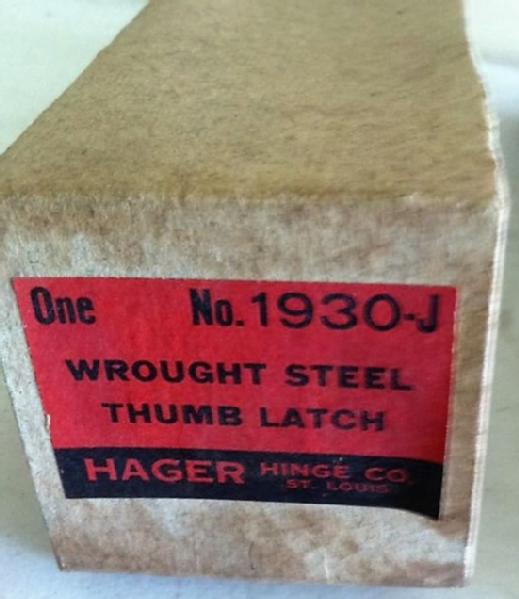 One No. 1930-J
WROUGHT STEEL
THUMB LATCH
HAGER HINGE CO.
ST. LOUIS